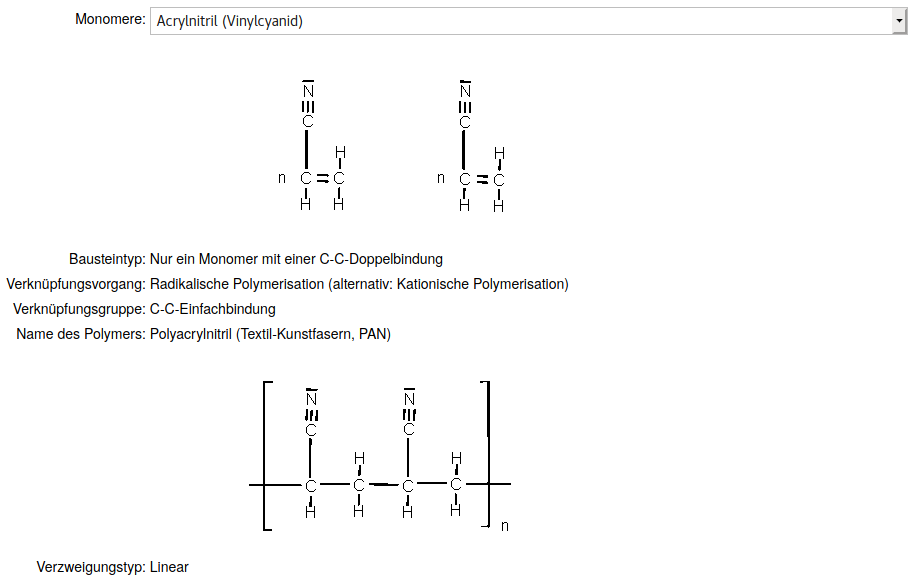 Monomere: Acrylnitril (Vinylcyanid)
N N
C C
H H
n C C n C C
H H H H
Bausteintyp: Nur ein Monomer mit einer C-C-Doppelbindung
Verknüpfungsvorgang: Radikalische Polymerisation (alternativ: Kationische Polymerisation)
Verknüpfungsgruppe: C-C-Einfachbindung
Name des Polymers: Polyacrylnitril (Textil-Kunstfasern, PAN)
N N
C C
H H
C C C C
H H H H
n
Verzweigungstyp: Linear